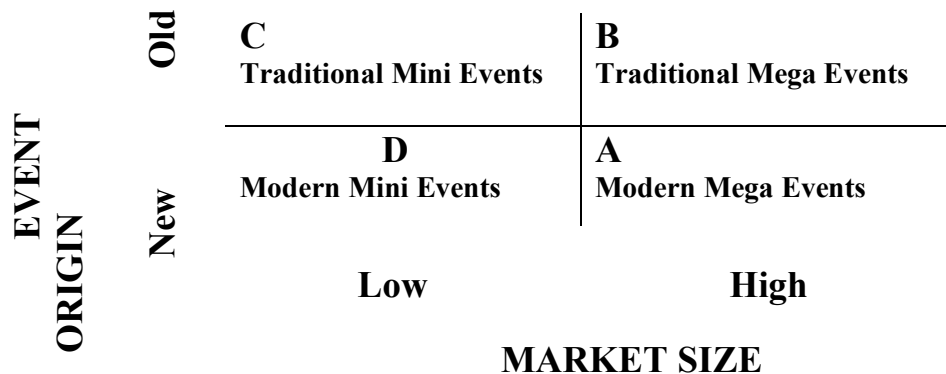 EVENT
ORIGIN
Old
New
C
Traditional Mini Events
B
Traditional Mega Events
D
Modern Mini Events
A
Modern Mega Events
Low
High
MARKET SIZE